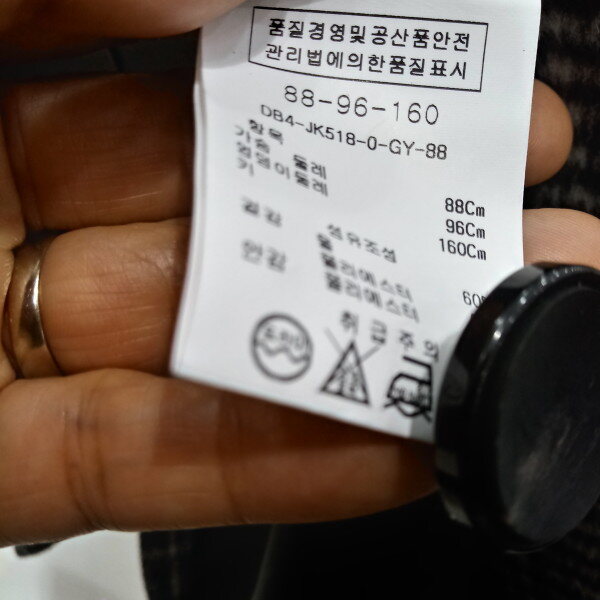 품질경영및공산품안전
관리법에의한품질표시
88-96-160
DB4-JK518-0-GY-88
항목
가슴 둘레 88Cm
엉덩이둘레 96Cm
키 160Cm
겉감 섬유조성
울
폴리에스터
안감 폴리에스터
취급주의